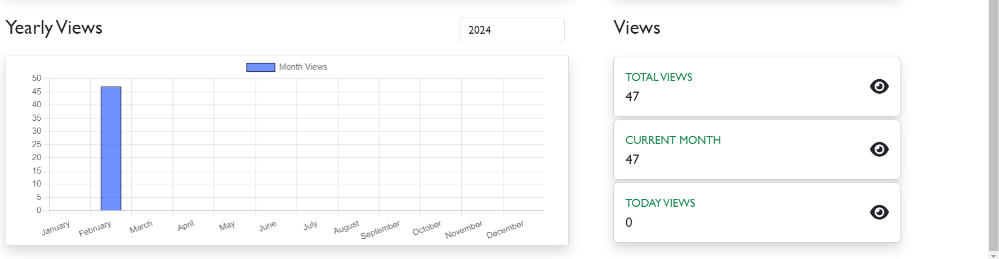 Yearly Views
2024
Month Views
50
45
40
35
30
25
20
15
10
5
0
January
February
March
April
May
June
July
August
September
October
November
December
Views
TOTAL VIEWS
47
CURRENT MONTH
47
TODAY VIEWS
0